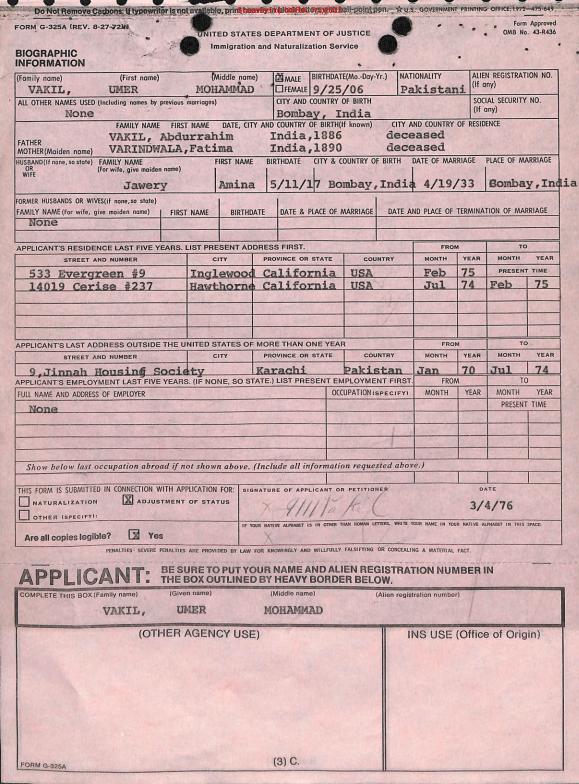 Do Not Remove Carbons. If typewriter is not available, print heavily in block letters with ball-point pen. ☆ U.S. GOVERNMENT PRINTING OFFICE: 1972-
FORM G-325A (REV. 8-27-72)
UNITED STATES DEPARTMENT OF JUSTICE
Form Approved
Immigration and Naturalization Service
OMB No. 43-R436
BIOGRAPHIC
INFORMATION
(Family name) (First name) (Middle name) ☒ MALE BIRTHDATE(Mo.-Day-Yr.) NATIONALITY ALIEN REGISTRATION NO.
VAKIL, UMER MOHAMMAD ☐ FEMALE 9/25/06 Pakistani (If any)
ALL OTHER NAMES USED (Including names by previous marriages) CITY AND COUNTRY OF BIRTH SOCIAL SECURITY NO.
None Bombay, India (If any)
FAMILY NAME FIRST NAME DATE, CITY AND COUNTRY OF BIRTH(If known) CITY AND COUNTRY OF RESIDENCE
FATHER VAKIL, Abdurrahim India,1886 deceased
MOTHER(Maiden name) VARINDWALA,Fatima India,1890 deceased
HUSBAND(If none, so state) FAMILY NAME FIRST NAME BIRTHDATE CITY & COUNTRY OF BIRTH DATE OF MARRIAGE PLACE OF MARRIAGE
OR (For wife, give maiden name)
WIFE
Jawery Amina 5/11/17 Bombay,India 4/19/33 Bombay,India
FORMER HUSBANDS OR WIVES(If none, so state)
FAMILY NAME (For wife, give maiden name) FIRST NAME BIRTHDATE DATE & PLACE OF MARRIAGE DATE AND PLACE OF TERMINATION OF MARRIAGE
None
APPLICANT'S RESIDENCE LAST FIVE YEARS. LIST PRESENT ADDRESS FIRST. FROM TO
STREET AND NUMBER CITY PROVINCE OR STATE COUNTRY MONTH YEAR MONTH YEAR
533 Evergreen #9 Inglewood California USA Feb 75 PRESENT TIME
14019 Cerise #237 Hawthorne California USA Jul 74 Feb 75
APPLICANT'S LAST ADDRESS OUTSIDE THE UNITED STATES OF MORE THAN ONE YEAR FROM TO
STREET AND NUMBER CITY PROVINCE OR STATE COUNTRY MONTH YEAR MONTH YEAR
9,Jinnah Housing Society Karachi Pakistan Jan 70 Jul 74
APPLICANT'S EMPLOYMENT LAST FIVE YEARS. (IF NONE, SO STATE.) LIST PRESENT EMPLOYMENT FIRST. FROM TO
FULL NAME AND ADDRESS OF EMPLOYER OCCUPATION(SPECIFY) MONTH YEAR MONTH YEAR
None PRESENT TIME
Show below last occupation abroad if not shown above. (Include all information requested above.)
THIS FORM IS SUBMITTED IN CONNECTION WITH APPLICATION FOR: SIGNATURE OF APPLICANT OR PETITIONER DATE
☐ NATURALIZATION ☒ ADJUSTMENT OF STATUS
☐ OTHER (SPECIFY): 3/4/76
IF YOUR NATIVE ALPHABET IS IN OTHER THAN ROMAN LETTERS, WRITE YOUR NAME IN YOUR NATIVE ALPHABET IN THIS SPACE:
Are all copies legible? ☒ Yes
PENALTIES: SEVERE PENALTIES ARE PROVIDED BY LAW FOR KNOWINGLY AND WILLFULLY FALSIFYING OR CONCEALING A MATERIAL FACT.
APPLICANT: BE SURE TO PUT YOUR NAME AND ALIEN REGISTRATION NUMBER IN
THE BOX OUTLINED BY HEAVY BORDER BELOW.
COMPLETE THIS BOX (Family name) (Given name) (Middle name) (Alien registration number)
VAKIL, UMER MOHAMMAD
(OTHER AGENCY USE) INS USE (Office of Origin)
FORM G-325A
(3) C.